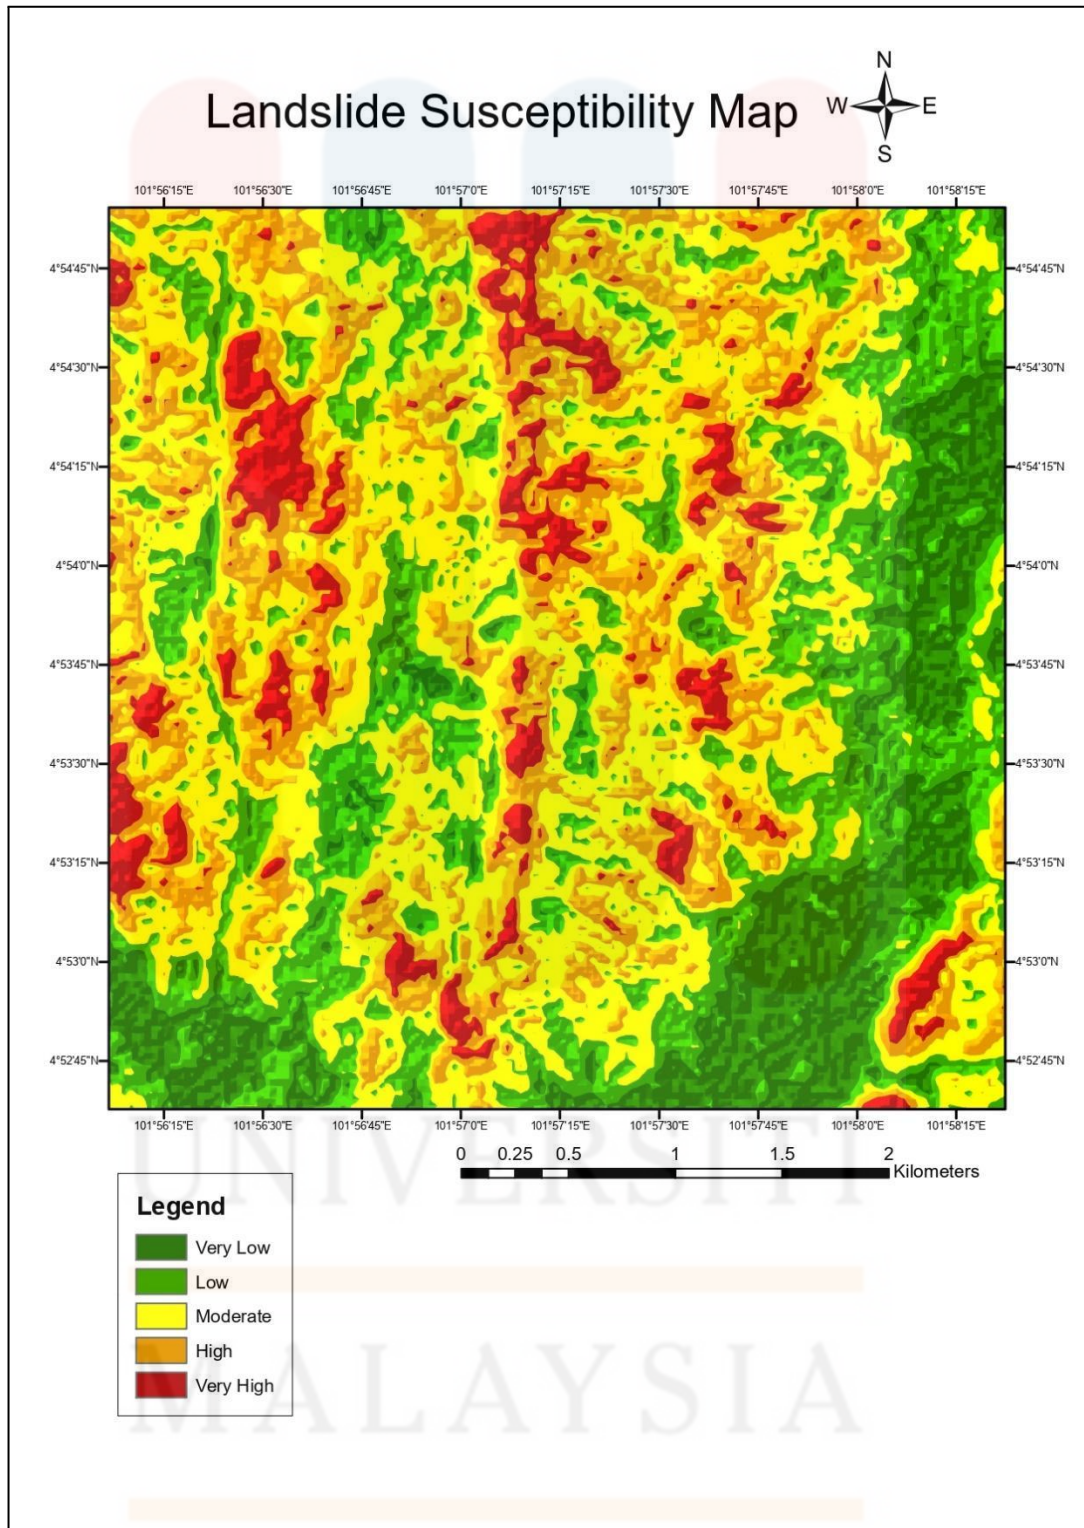 N
Landslide Susceptibility Map
W E
S
101°56'15"E 101°56'30"E 101°56'45"E 101°57'0"E 101°57'15"E 101°57'30"E 101°57'45"E 101°58'0"E 101°58'15"E
4°54'45"N 4°54'45"N
4°54'30"N 4°54'30"N
4°54'15"N 4°54'15"N
4°54'0"N 4°54'0"N
4°53'45"N 4°53'45"N
4°53'30"N 4°53'30"N
4°53'15"N 4°53'15"N
4°53'0"N 4°53'0"N
4°52'45"N 4°52'45"N
101°56'15"E 101°56'30"E 101°56'45"E 101°57'0"E 101°57'15"E 101°57'30"E 101°57'45"E 101°58'0"E 101°58'15"E
UNIVERSITI
0 0.25 0.5 1 1.5 2
Kilometers
Legend
Very Low
Low
Moderate
High
Very High
MALAYSIA